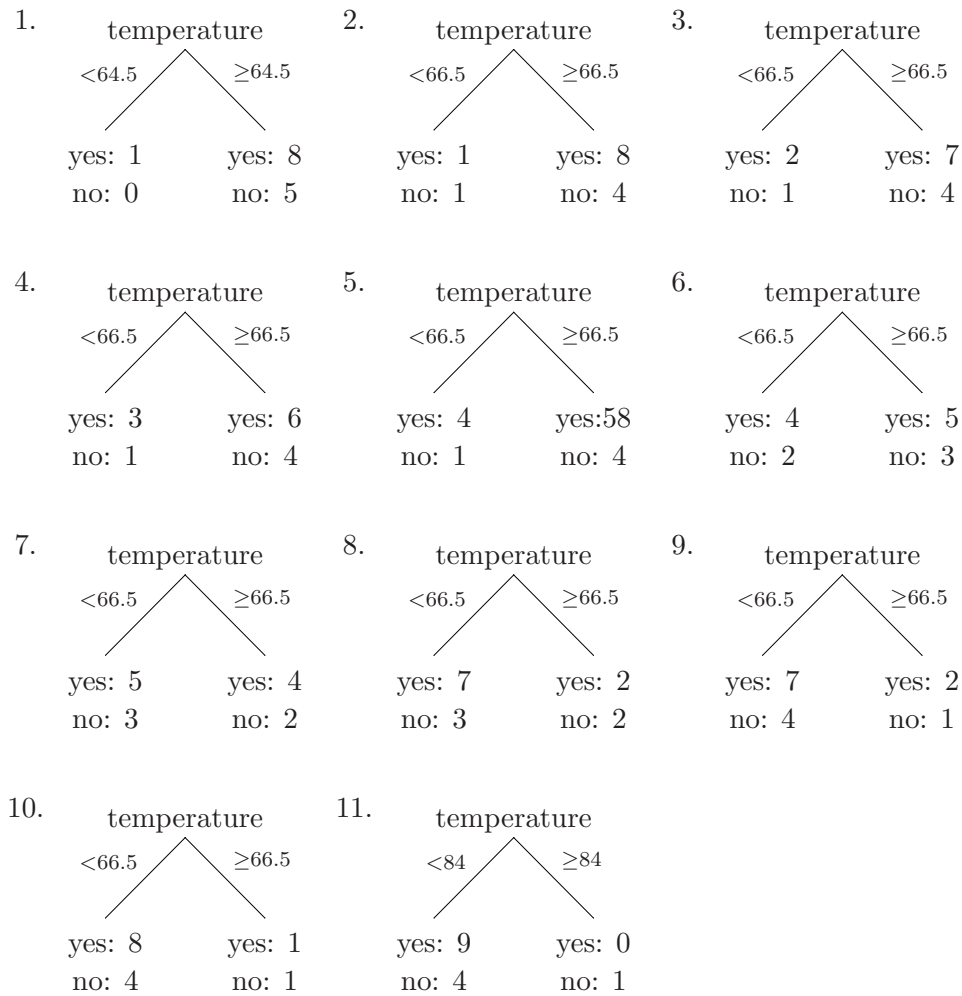 1. temperature
<64.5 ≥64.5
yes: 1 yes: 8
no: 0 no: 5
2. temperature
<66.5 ≥66.5
yes: 1 yes: 8
no: 1 no: 4
3. temperature
<66.5 ≥66.5
yes: 2 yes: 7
no: 1 no: 4
4. temperature
<66.5 ≥66.5
yes: 3 yes: 6
no: 1 no: 4
5. temperature
<66.5 ≥66.5
yes: 4 yes:58
no: 1 no: 4
6. temperature
<66.5 ≥66.5
yes: 4 yes: 5
no: 2 no: 3
7. temperature
<66.5 ≥66.5
yes: 5 yes: 4
no: 3 no: 2
8. temperature
<66.5 ≥66.5
yes: 7 yes: 2
no: 3 no: 2
9. temperature
<66.5 ≥66.5
yes: 7 yes: 2
no: 4 no: 1
10. temperature
<66.5 ≥66.5
yes: 8 yes: 1
no: 4 no: 1
11. temperature
<84 ≥84
yes: 9 yes: 0
no: 4 no: 1